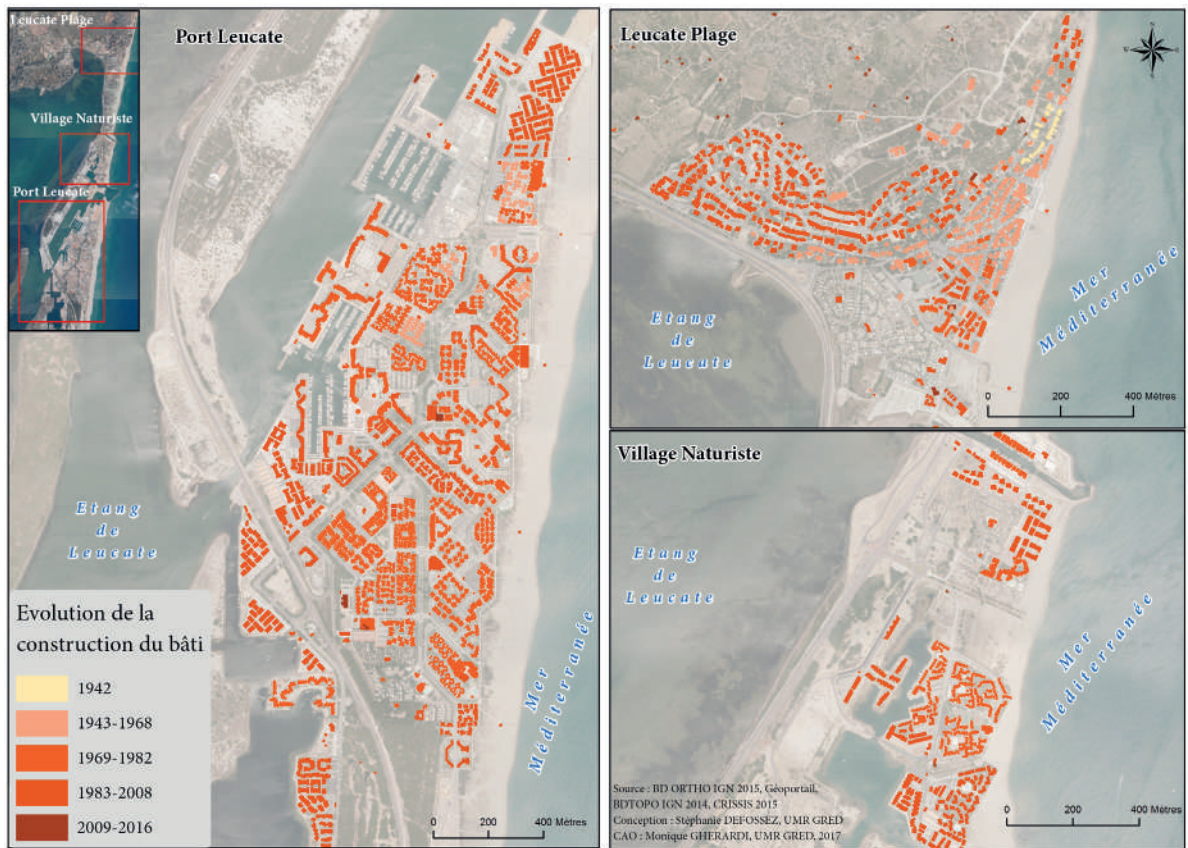 Leucate Plage
Village Naturiste
Port Leucate
Port Leucate
Etang
de
Leucate
Mer
Méditerranée
Evolution de la
construction du bâti
1942
1943-1968
1969-1982
1983-2008
2009-2016
0 200 400 Mètres
Leucate Plage
N
Etang
de
Leucate
Mer
Méditerranée
0 200 400 Mètres
Village Naturiste
Etang
de
Leucate
Mer
Méditerranée
Source : BD ORTHO IGN 2015, Géoportail,
BDTOPO IGN 2014, CRISSIS 2015
Conception : Stéphanie DEFOSSEZ, UMR GRED
CAO : Monique GHERARDI, UMR GRED, 2017
0 200 400 Mètres